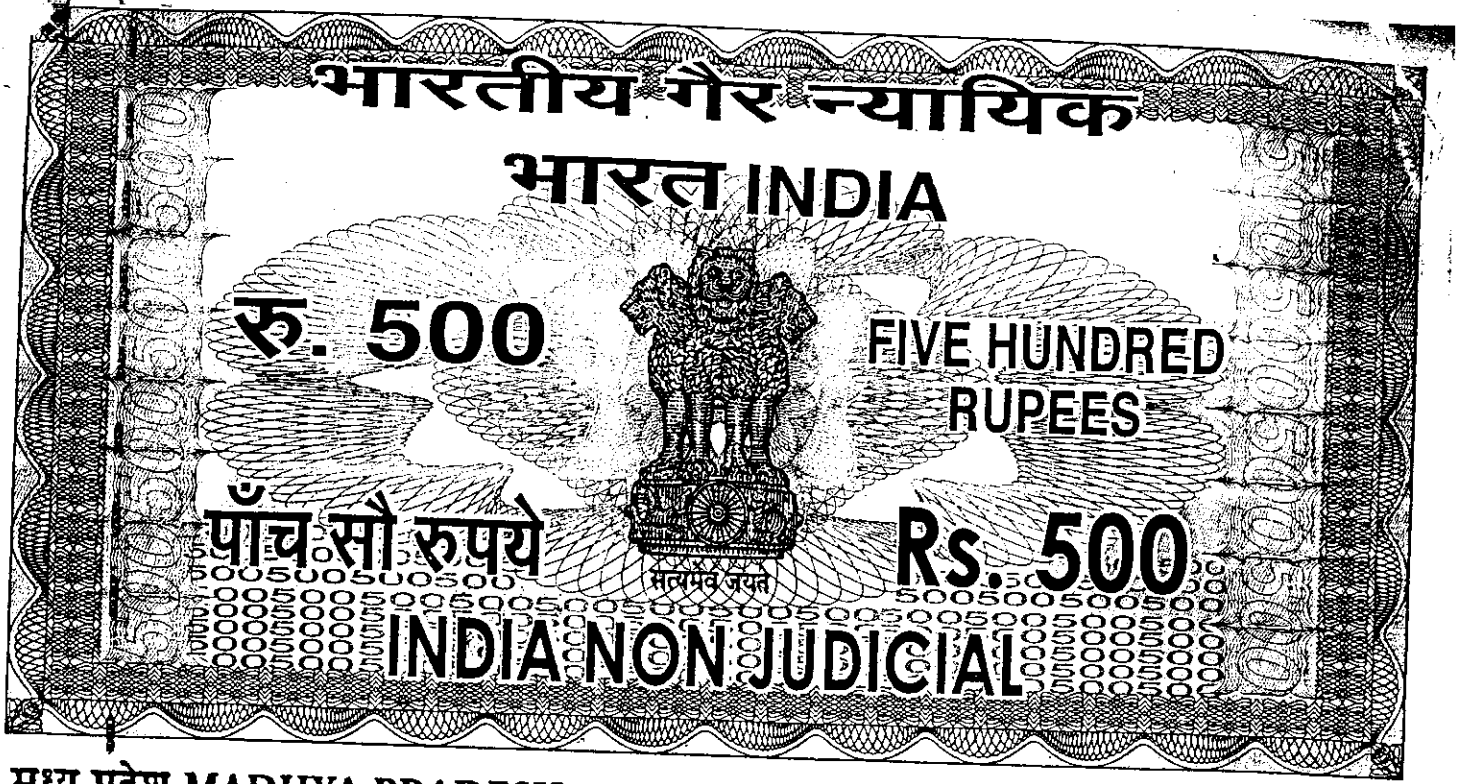 भारतीय गैर न्यायिक
भारत INDIA
रु. 500
FIVE HUNDRED
RUPEES
पाँच सौ रुपये
Rs. 500
सत्यमेव जयते
INDIA NON JUDICIAL
मध्य प्रदेश MADHYA PRADESH